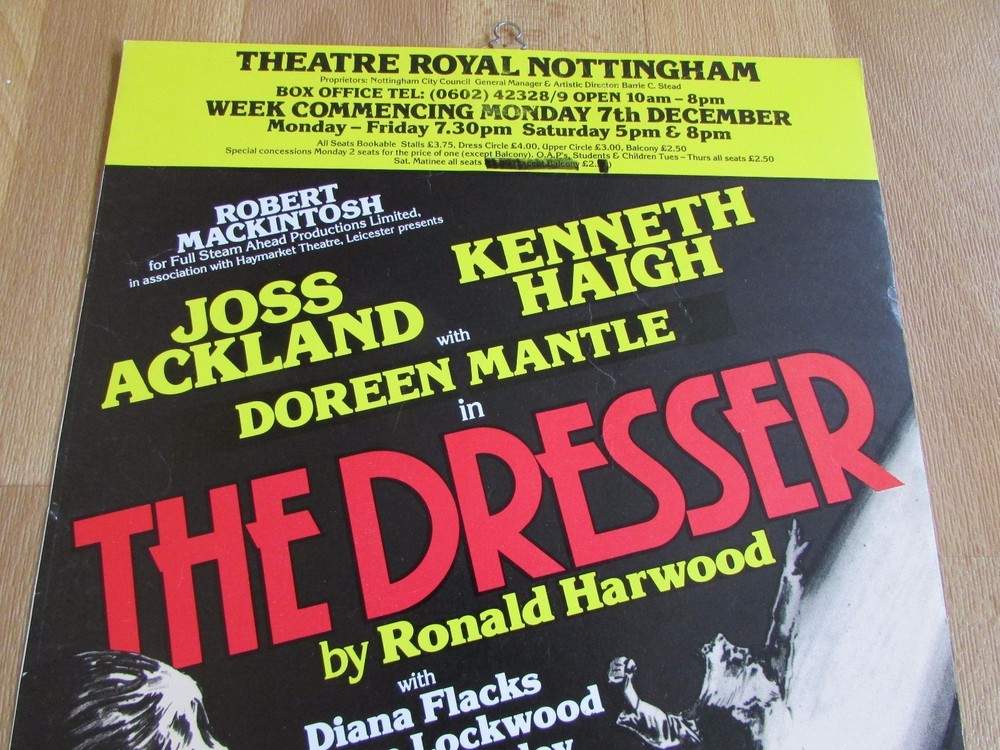 THEATRE ROYAL NOTTINGHAM
Proprietors: Nottingham City Council General Manager & Artistic Director: Barrie C. Stead
BOX OFFICE TEL: (0602) 42328/9 OPEN 10am – 8pm
WEEK COMMENCING MONDAY 7th DECEMBER
Monday – Friday 7.30pm Saturday 5pm & 8pm
All Seats Bookable Stalls £3.75, Dress Circle £4.00, Upper Circle £3.00, Balcony £2.50
Special concessions Monday 2 seats for the price of one (except Balcony). O.A.P's, Students & Children Tues – Thurs all seats £2.50
Sat. Matinee all seats
ROBERT
MACKINTOSH
for Full Steam Ahead Productions Limited,
in association with Haymarket Theatre, Leicester presents
JOSS
ACKLAND
KENNETH
HAIGH
with
DOREEN MANTLE
in
THE DRESSER
by Ronald Harwood
with
Diana Flacks
Lockwood